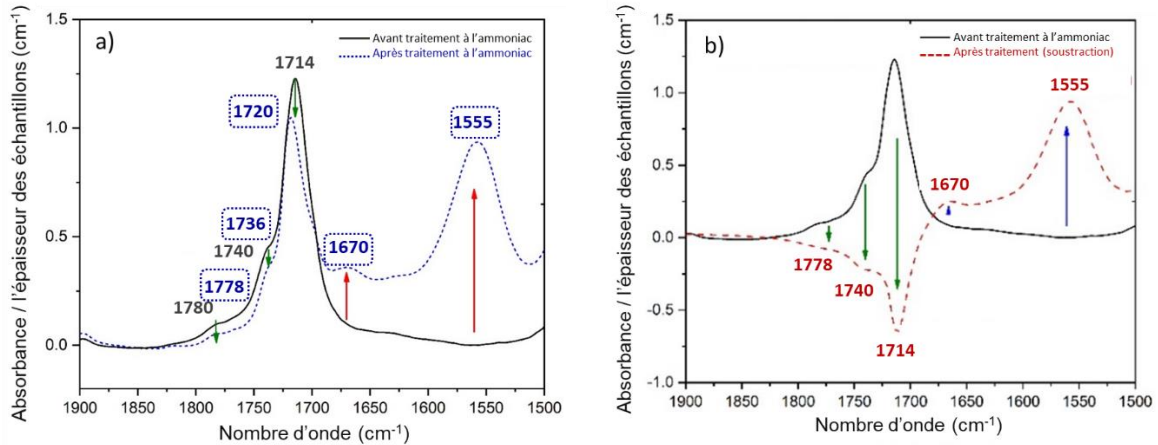 a)
Avant traitement à l'ammoniac
Après traitement à l'ammoniac
1714
1720
1555
1736
1740
1670
1778
1780
Absorbance / l'épaisseur des échantillons (cm⁻¹)
1.5
1.0
0.5
0.0
1900 1850 1800 1750 1700 1650 1600 1550 1500
Nombre d'onde (cm⁻¹)
b)
Avant traitement à l'ammoniac
Après traitement (soustraction)
1555
1670
1778
1740
1714
Absorbance / l'épaisseur des échantillons (cm⁻¹)
1.5
1.0
0.5
0.0
-0.5
-1.0
1900 1850 1800 1750 1700 1650 1600 1550 1500
Nombre d'onde (cm⁻¹)